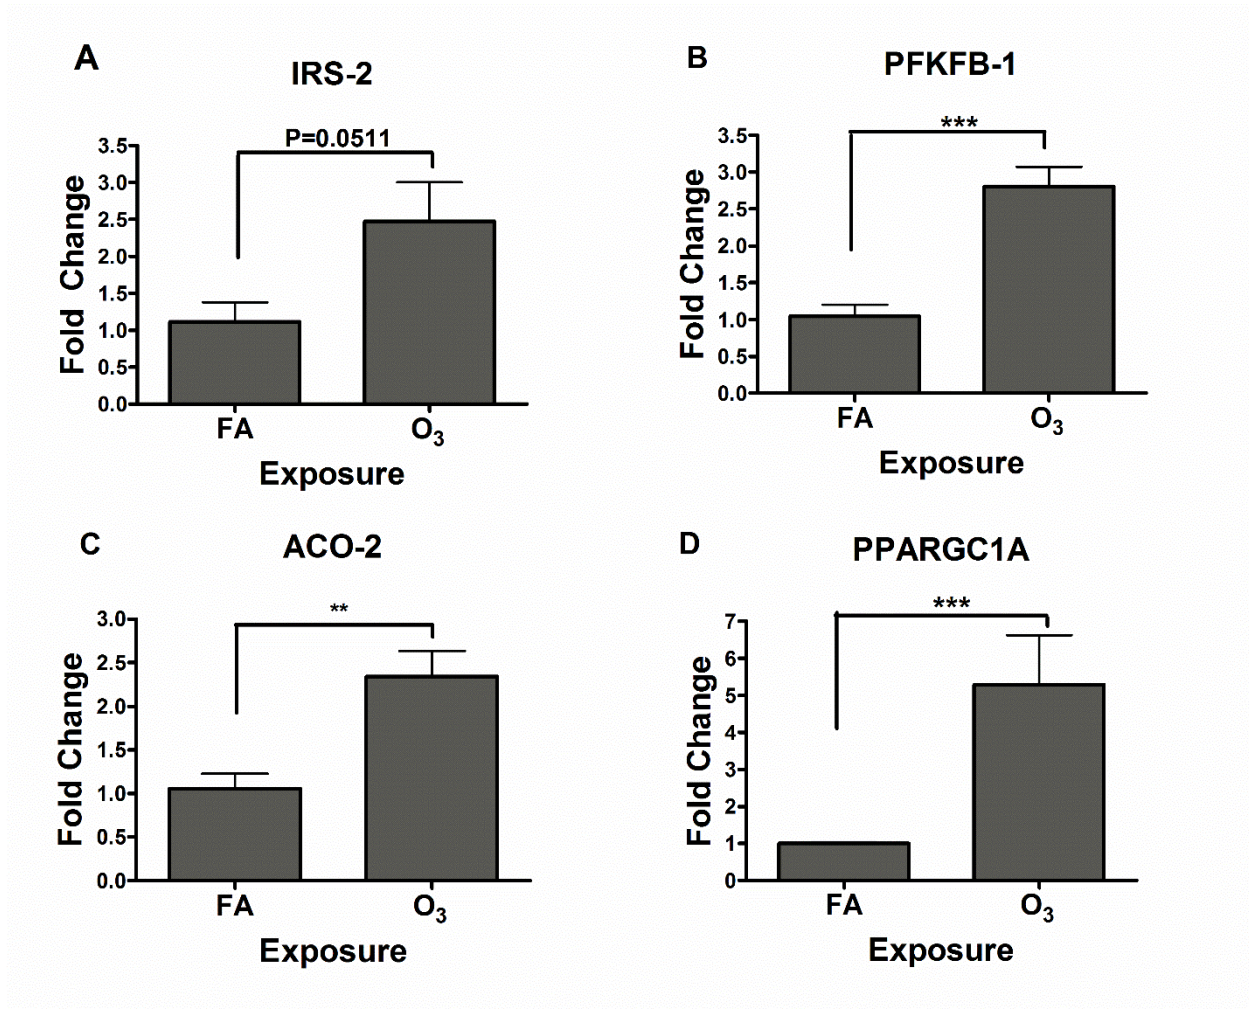 A
IRS-2
P=0.0511
3.5
3.0
2.5
2.0
1.5
1.0
0.5
0.0
Fold Change
FA
O₃
Exposure
B
PFKFB-1
***
3.5
3.0
2.5
2.0
1.5
1.0
0.5
0.0
Fold Change
FA
O₃
Exposure
C
ACO-2
**
3.0
2.5
2.0
1.5
1.0
0.5
0.0
Fold Change
FA
O₃
Exposure
D
PPARGC1A
***
7
6
5
4
3
2
1
0
Fold Change
FA
O₃
Exposure